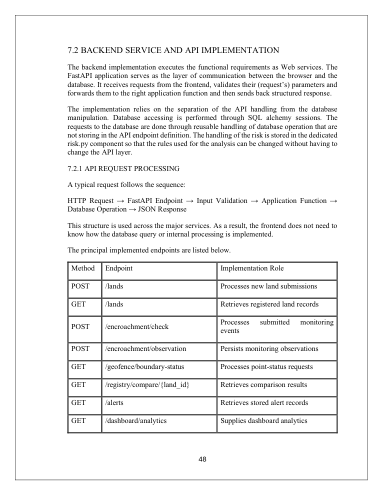 7.2 BACKEND SERVICE AND API IMPLEMENTATION
The backend implementation executes the functional requirements as Web services. The
FastAPI application serves as the layer of communication between the browser and the
database. It receives requests from the frontend, validates their (request's) parameters and
forwards them to the right application function and then sends back structured response.
The implementation relies on the separation of the API handling from the database
manipulation. Database accessing is performed through SQL alchemy sessions. The
requests to the database are done through reusable handling of database operation that are
not storing in the API endpoint definition. The handling of the risk is stored in the dedicated
risk.py component so that the rules used for the analysis can be changed without having to
change the API layer.
7.2.1 API REQUEST PROCESSING
A typical request follows the sequence:
HTTP Request → FastAPI Endpoint → Input Validation → Application Function →
Database Operation → JSON Response
This structure is used across the major services. As a result, the frontend does not need to
know how the database query or internal processing is implemented.
The principal implemented endpoints are listed below.
Method Endpoint Implementation Role
POST /lands Processes new land submissions
GET /lands Retrieves registered land records
POST /encroachment/check Processes submitted monitoring
events
POST /encroachment/observation Persists monitoring observations
GET /geofence/boundary-status Processes point-status requests
GET /registry/compare/{land_id} Retrieves comparison results
GET /alerts Retrieves stored alert records
GET /dashboard/analytics Supplies dashboard analytics
48